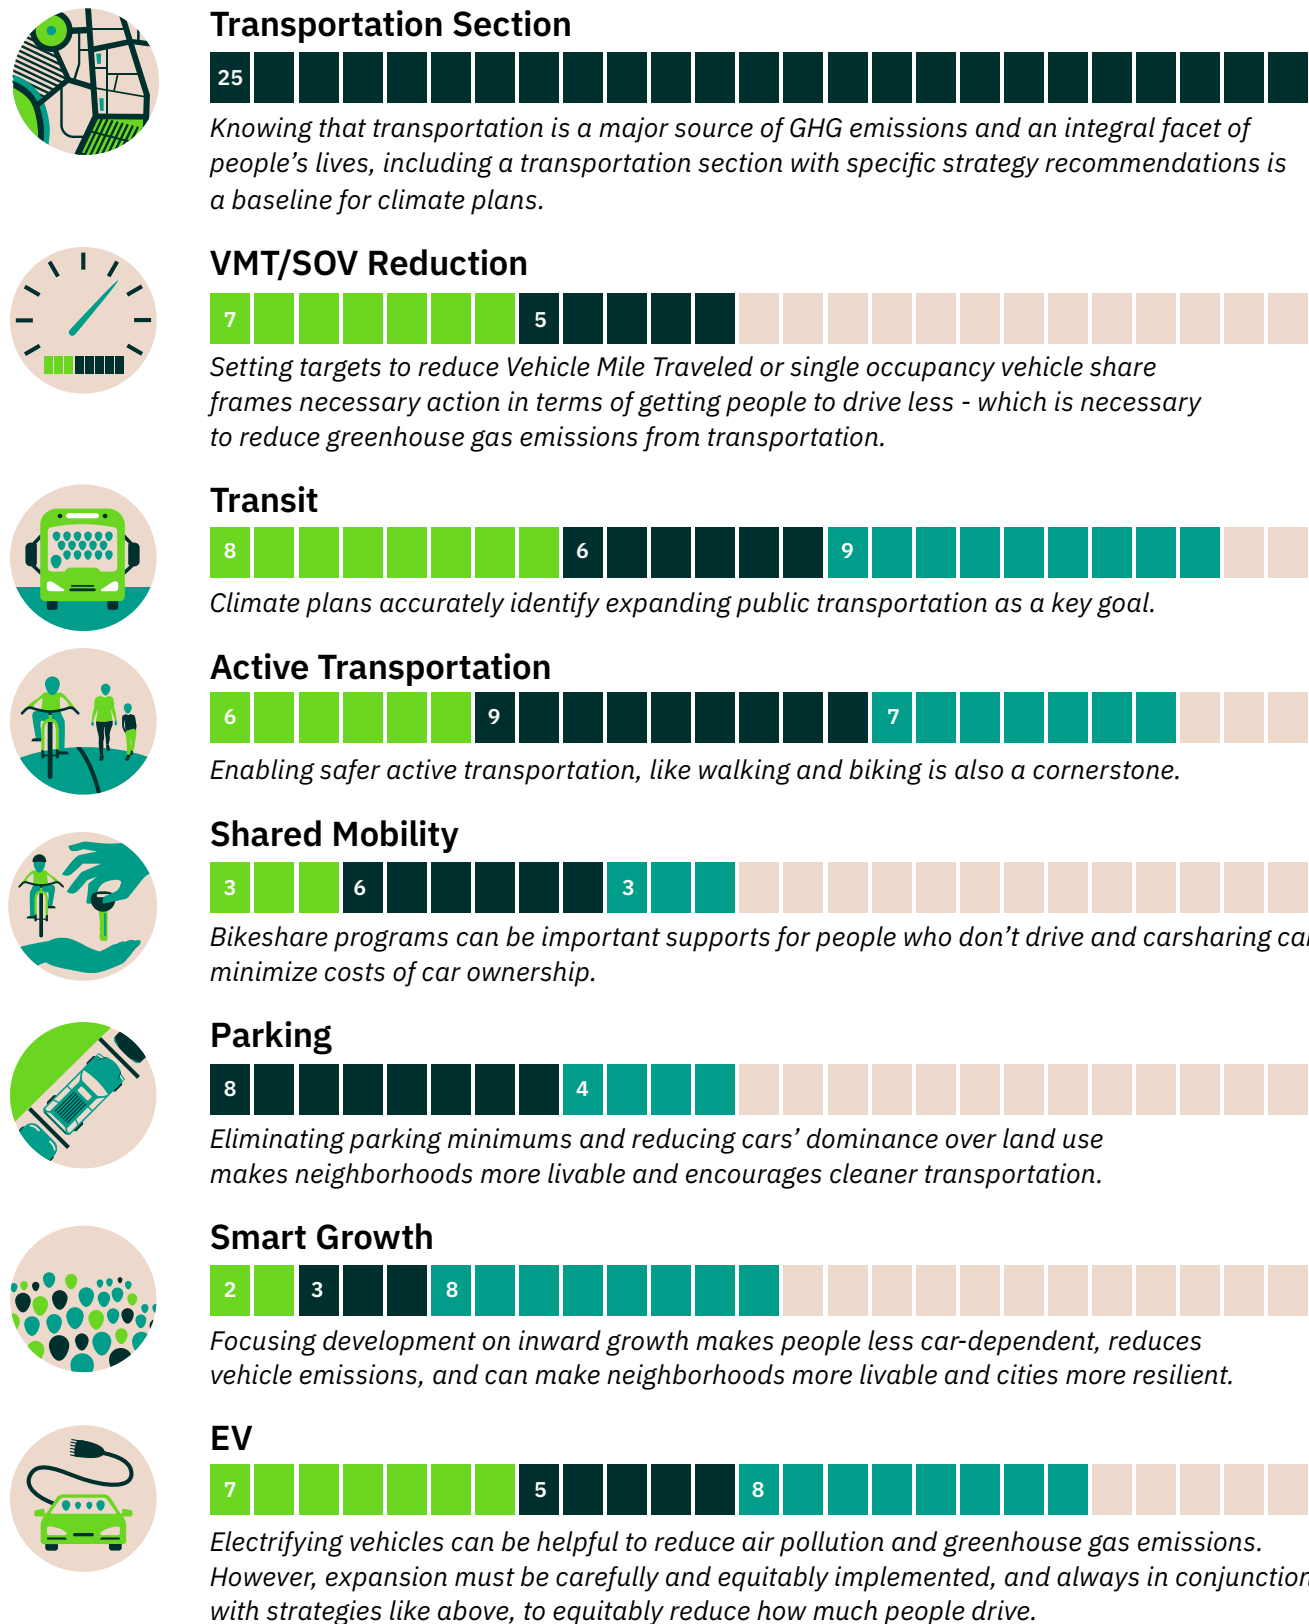 Transportation Section
25
Knowing that transportation is a major source of GHG emissions and an integral facet of
people’s lives, including a transportation section with specific strategy recommendations is
a baseline for climate plans.
VMT/SOV Reduction
7 5
Setting targets to reduce Vehicle Mile Traveled or single occupancy vehicle share
frames necessary action in terms of getting people to drive less - which is necessary
to reduce greenhouse gas emissions from transportation.
Transit
8 6 9
Climate plans accurately identify expanding public transportation as a key goal.
Active Transportation
6 9 7
Enabling safer active transportation, like walking and biking is also a cornerstone.
Shared Mobility
3 6 3
Bikeshare programs can be important supports for people who don’t drive and carsharing
minimize costs of car ownership.
Parking
8 4
Eliminating parking minimums and reducing cars’ dominance over land use
makes neighborhoods more livable and encourages cleaner transportation.
Smart Growth
2 3 8
Focusing development on inward growth makes people less car-dependent, reduces
vehicle emissions, and can make neighborhoods more livable and cities more resilient.
EV
7 5 8
Electrifying vehicles can be helpful to reduce air pollution and greenhouse gas emissions.
However, expansion must be carefully and equitably implemented, and always in conjunction
with strategies like above, to equitably reduce how much people drive.